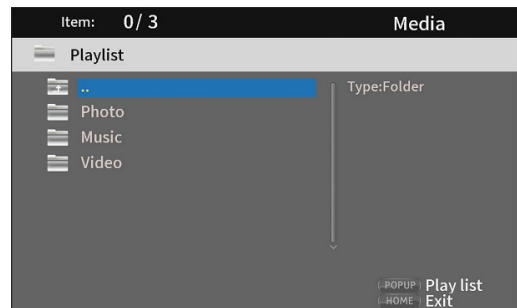 Item: 0/ 3 Media
Playlist
..
Type:Folder
Photo
Music
Video
POPUP Play list
HOME Exit